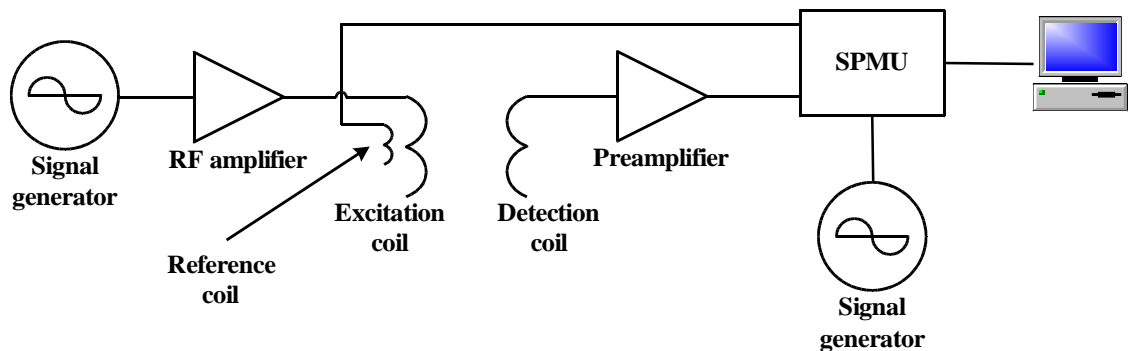 SPMU
RF amplifier
Preamplifier
Signal
generator
Excitation
coil
Detection
coil
Reference
coil
Signal
generator